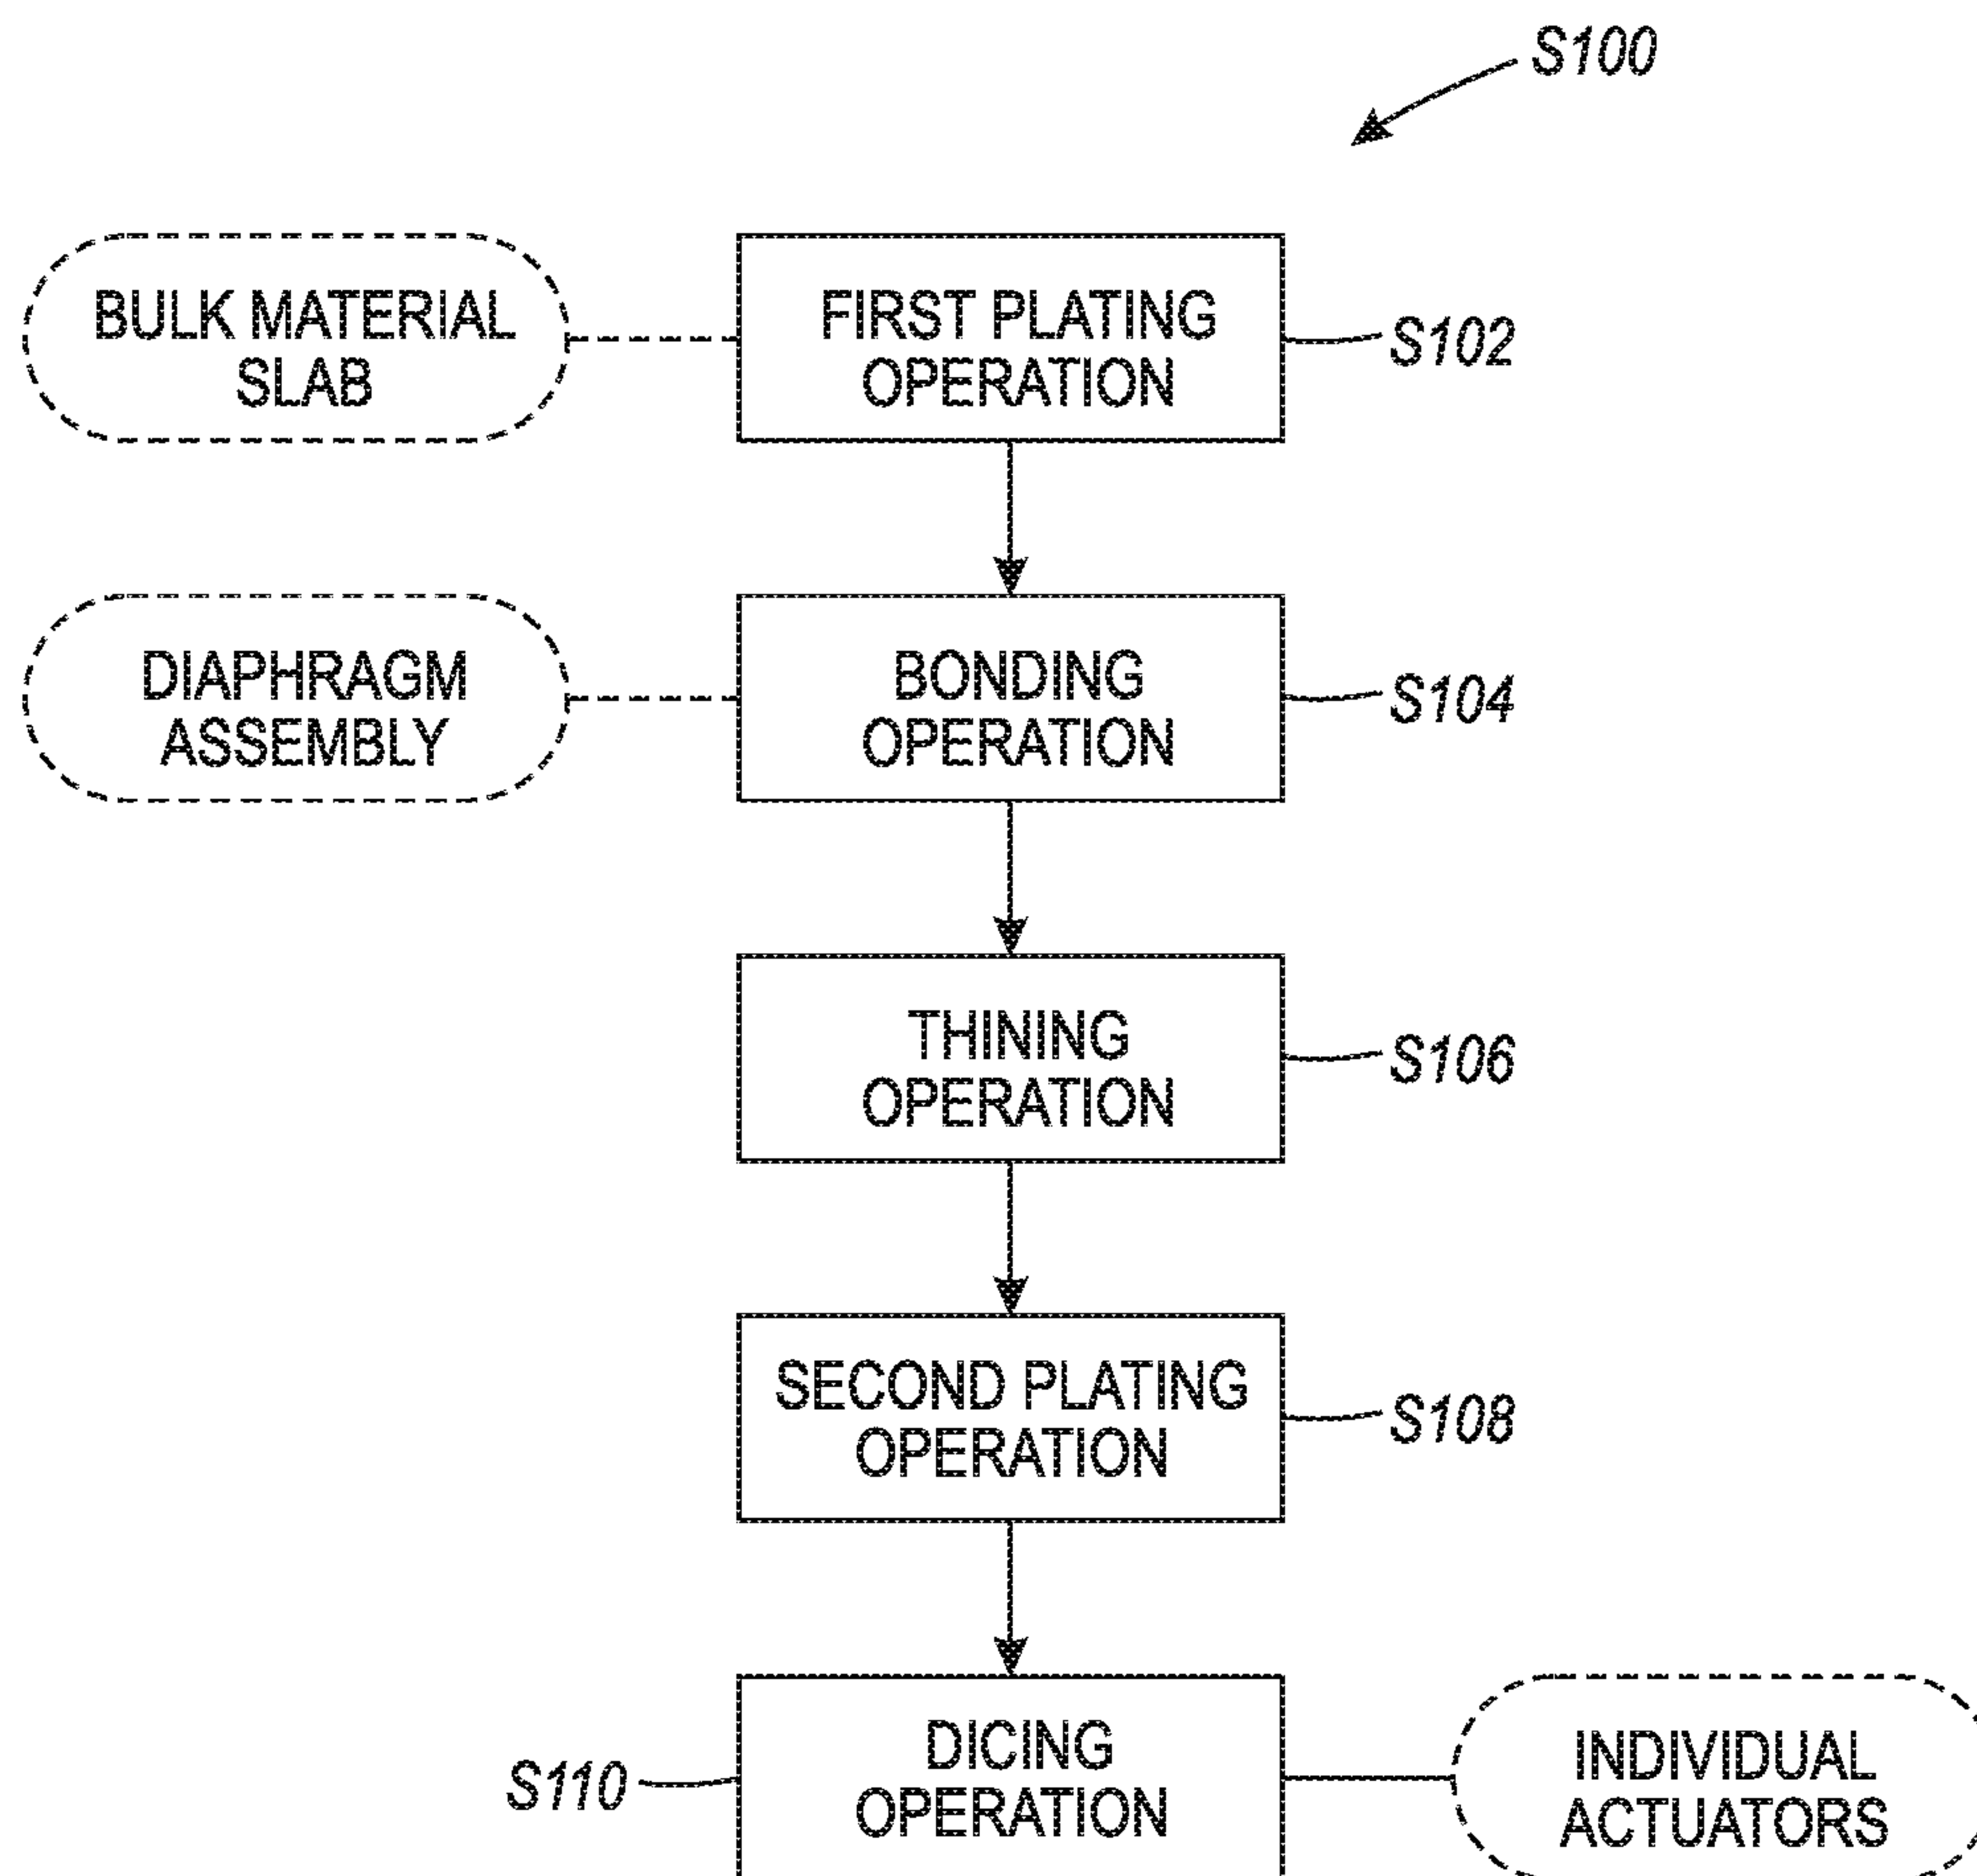 S100
BULK MATERIAL
SLAB
FIRST PLATING
OPERATION
S102
DIAPHRAGM
ASSEMBLY
BONDING
OPERATION
S104
THINING
OPERATION
S106
SECOND PLATING
OPERATION
S108
S110
DICING
OPERATION
INDIVIDUAL
ACTUATORS